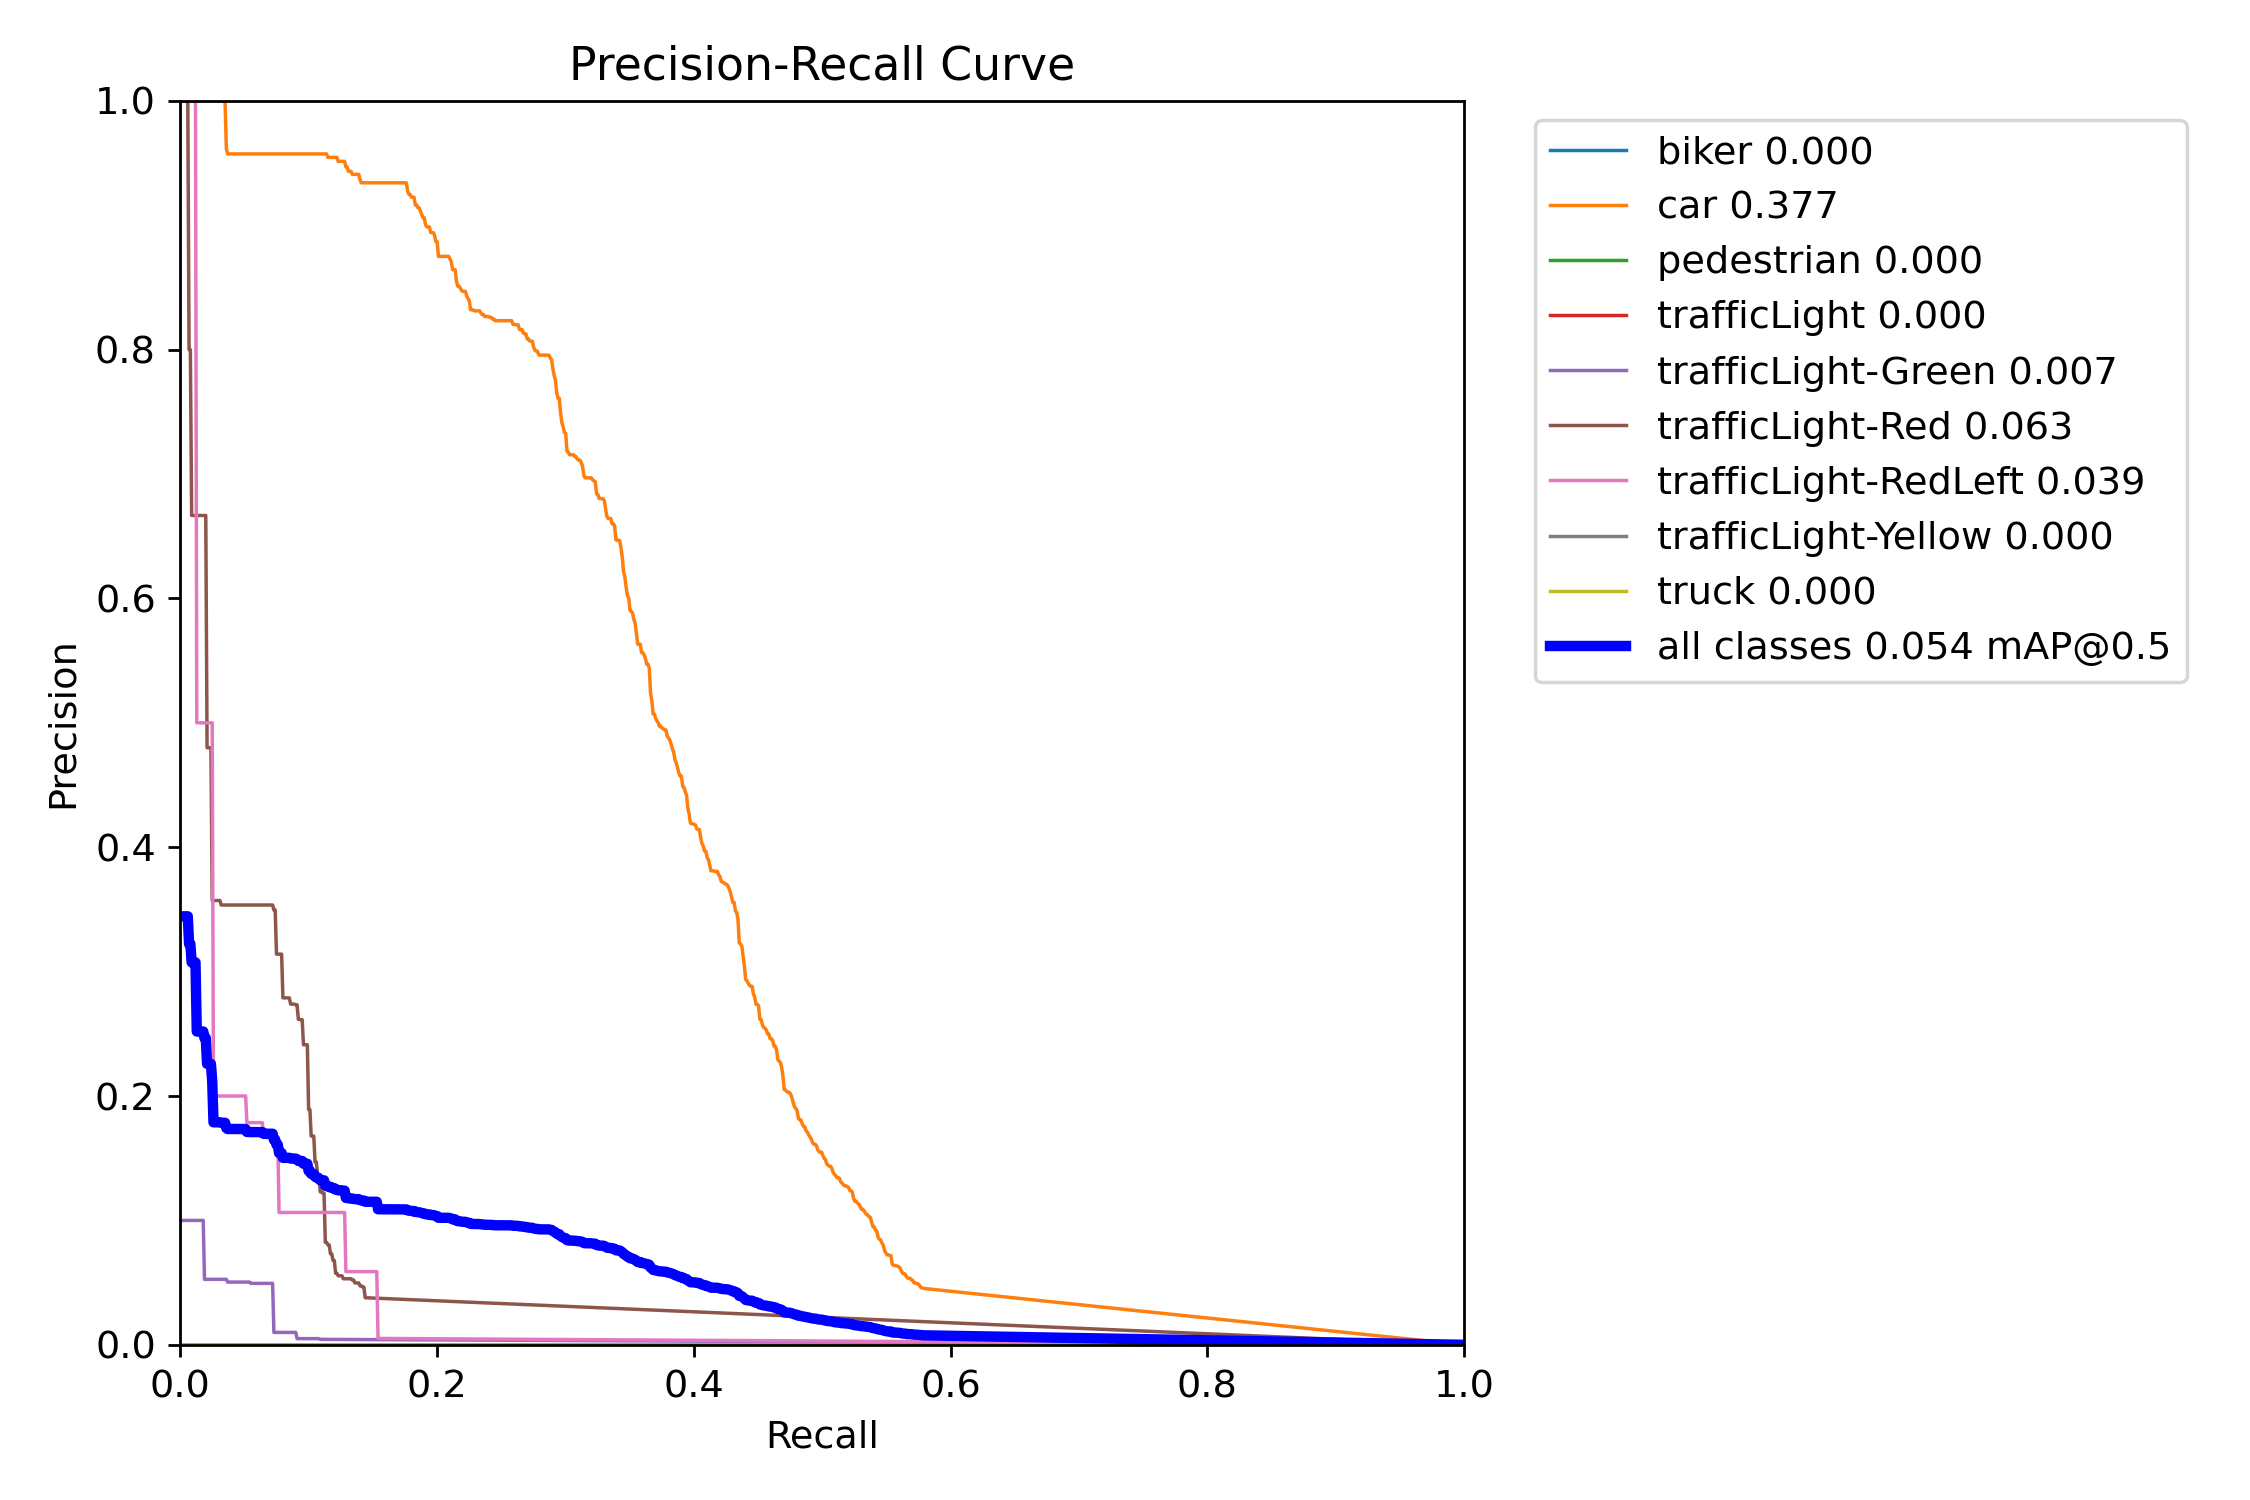 Precision-Recall Curve
1.0
0.8
0.6
0.4
0.2
0.0
Precision
0.0 0.2 0.4 0.6 0.8 1.0
Recall
biker 0.000
car 0.377
pedestrian 0.000
trafficLight 0.000
trafficLight-Green 0.007
trafficLight-Red 0.063
trafficLight-RedLeft 0.039
trafficLight-Yellow 0.000
truck 0.000
all classes 0.054 mAP@0.5